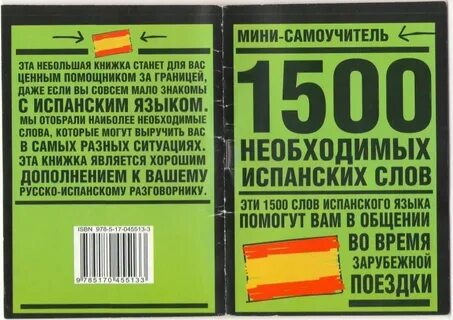 ЭТА НЕБОЛЬШАЯ КНИЖКА СТАНЕТ ДЛЯ ВАС
ЦЕННЫМ ПОМОЩНИКОМ ЗА ГРАНИЦЕЙ,
ДАЖЕ ЕСЛИ ВЫ СОВСЕМ МАЛО ЗНАКОМЫ
С ИСПАНСКИМ ЯЗЫКОМ.
МЫ ОТОБРАЛИ НАИБОЛЕЕ НЕОБХОДИМЫЕ
СЛОВА, КОТОРЫЕ МОГУТ ВЫРУЧИТЬ ВАС
В САМЫХ РАЗНЫХ СИТУАЦИЯХ.
ЭТА КНИЖКА ЯВЛЯЕТСЯ ХОРОШИМ
ДОПОЛНЕНИЕМ К ВАШЕМУ
РУССКО-ИСПАНСКОМУ РАЗГОВОРНИКУ.
ISBN 978-5-17-045513-3
9785170455133
МИНИ-САМОУЧИТЕЛЬ
1500
НЕОБХОДИМЫХ
ИСПАНСКИХ СЛОВ
ЭТИ 1500 СЛОВ ИСПАНСКОГО ЯЗЫКА
ПОМОГУТ ВАМ В ОБЩЕНИИ
ВО ВРЕМЯ
ЗАРУБЕЖНОЙ
ПОЕЗДКИ